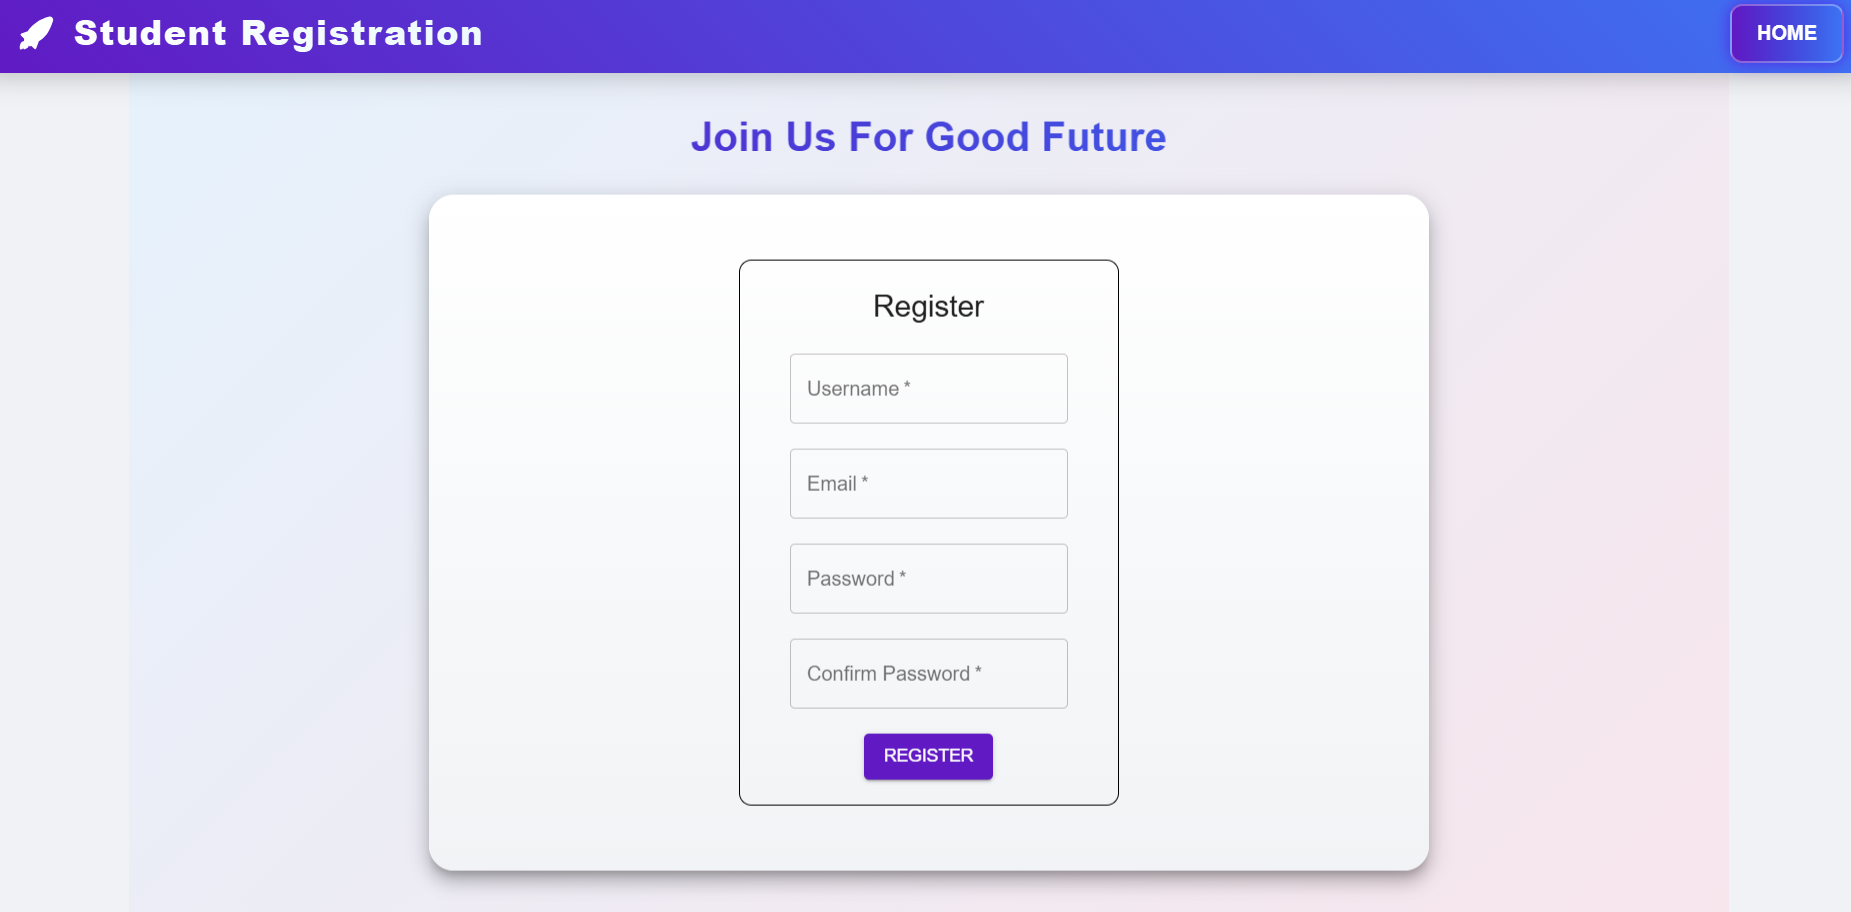 Student Registration
HOME
Join Us For Good Future
Register
Username *
Email *
Password *
Confirm Password *
REGISTER